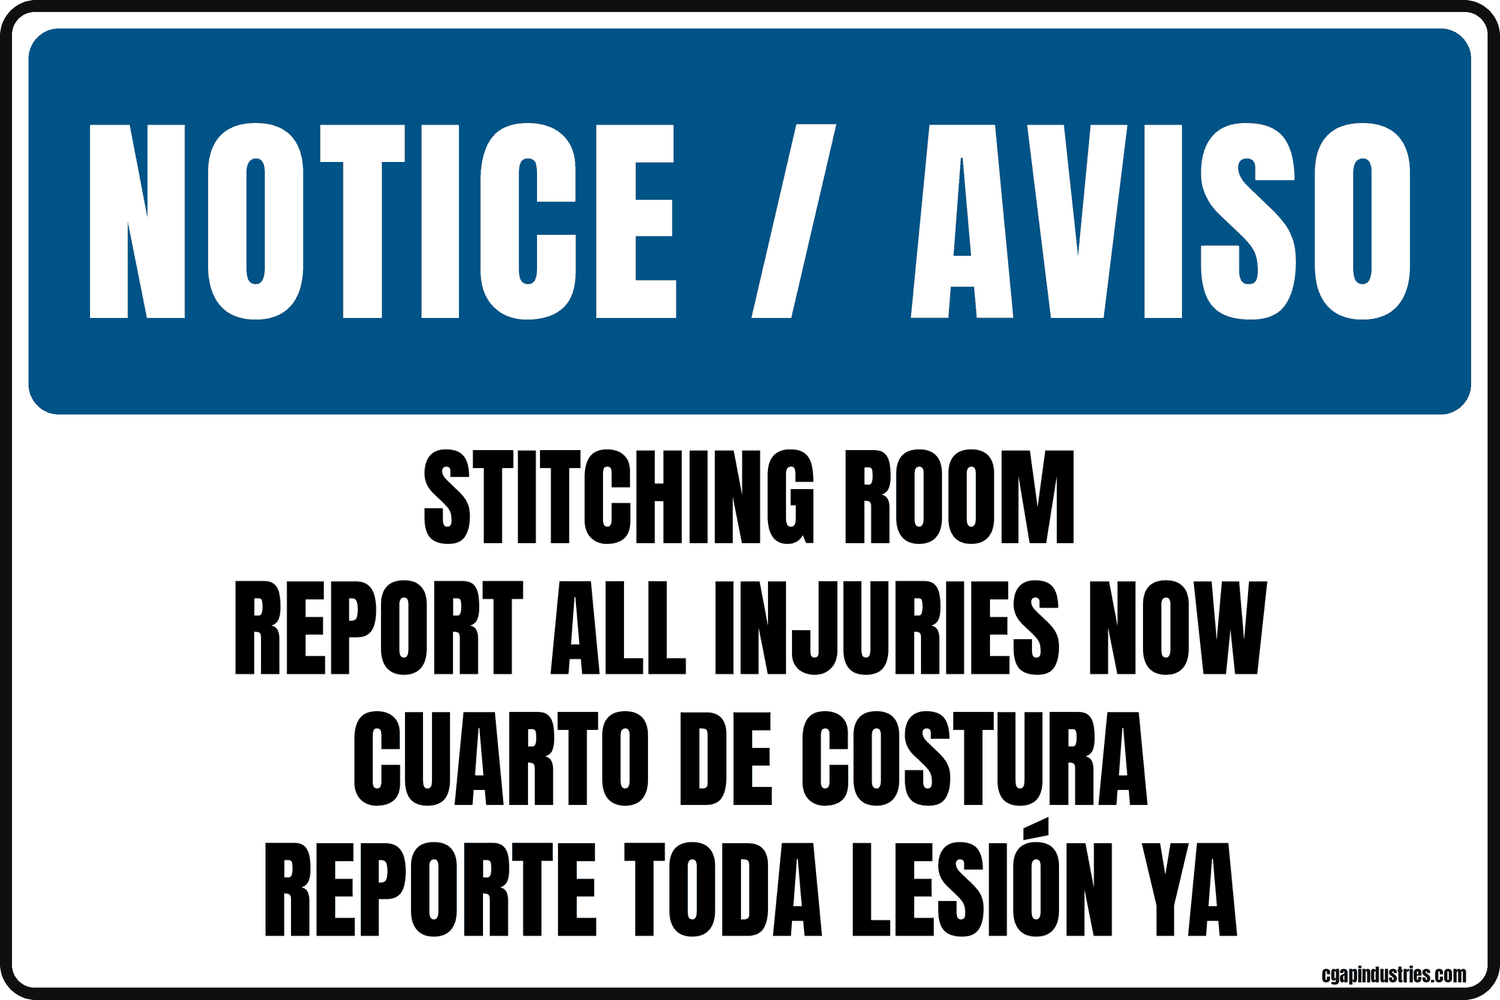 NOTICE / AVISO
STITCHING ROOM
REPORT ALL INJURIES NOW
CUARTO DE COSTURA
REPORTE TODA LESIÓN YA
cgapindustries.com